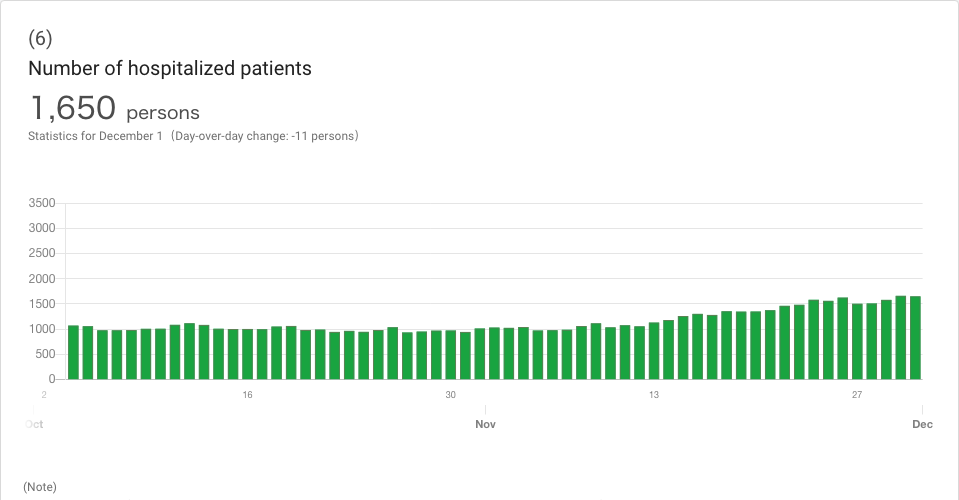 (6)
Number of hospitalized patients
1,650 persons
Statistics for December 1 (Day-over-day change: -11 persons)
3500
3000
2500
2000
1500
1000
500
0
2 16 30 13 27
Oct Nov Dec
(Note)